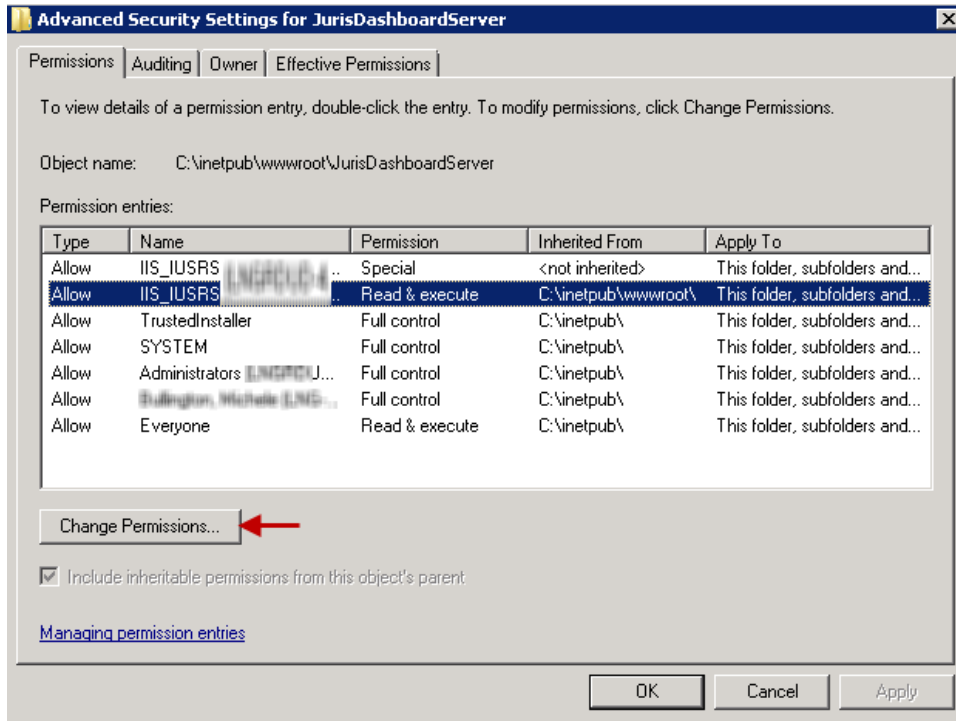 Advanced Security Settings for JurisDashboardServer
Permissions Auditing Owner Effective Permissions
To view details of a permission entry, double-click the entry. To modify permissions, click Change Permissions.
Object name: C:\inetpub\wwwroot\JurisDashboardServer
Permission entries:
Type Name Permission Inherited From Apply To
Allow IIS_IUSRS .. Special <not inherited> This folder, subfolders and...
Allow IIS_IUSRS .. Read & execute C:\inetpub\wwwroot\ This folder, subfolders and...
Allow TrustedInstaller Full control C:\inetpub\ This folder, subfolders and...
Allow SYSTEM Full control C:\inetpub\ This folder, subfolders and...
Allow Administrators J... Full control C:\inetpub\ This folder, subfolders and...
Allow Full control C:\inetpub\ This folder, subfolders and...
Allow Everyone Read & execute C:\inetpub\ This folder, subfolders and...
Change Permissions...
Include inheritable permissions from this object's parent
Managing permission entries
OK Cancel Apply